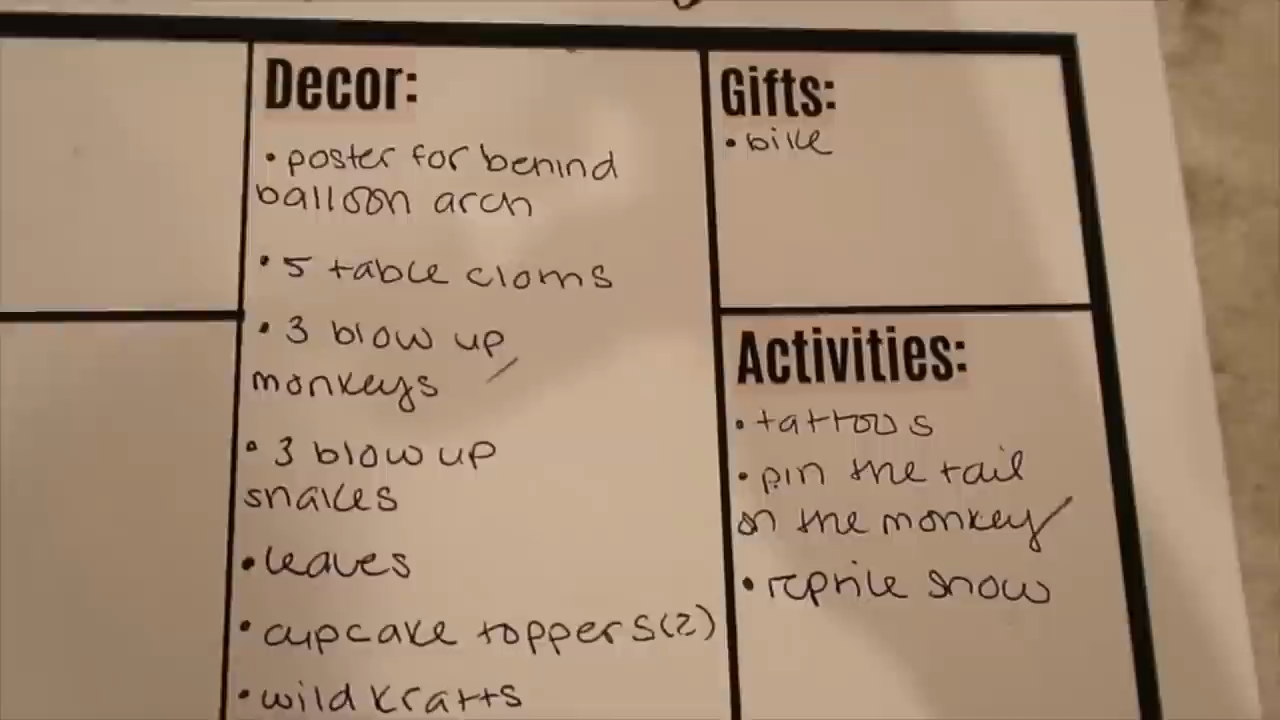 Decor:
• poster for behind
balloon arch
• 5 table cloths
• 3 blow up
monkeys
• 3 blow up
snakes
• leaves
• cupcake toppers (2)
• wild kratts
Gifts:
• bike
Activities:
• tattoos
• pin the tail
on the monkey
• reptile show